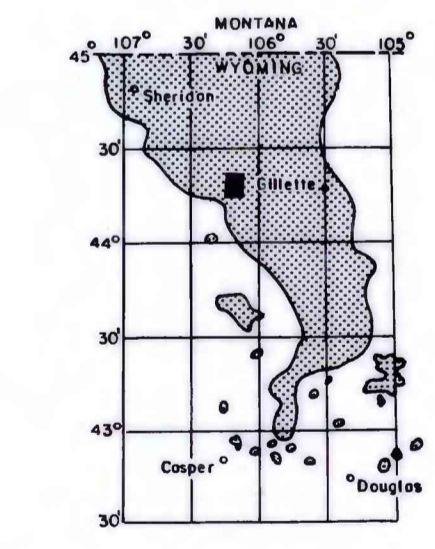 MONTANA
45° 107° 30' 106° 30' 105°
WYOMING
Sheridan
30'
Gillette
44°
30'
43°
Casper
Douglas
30'